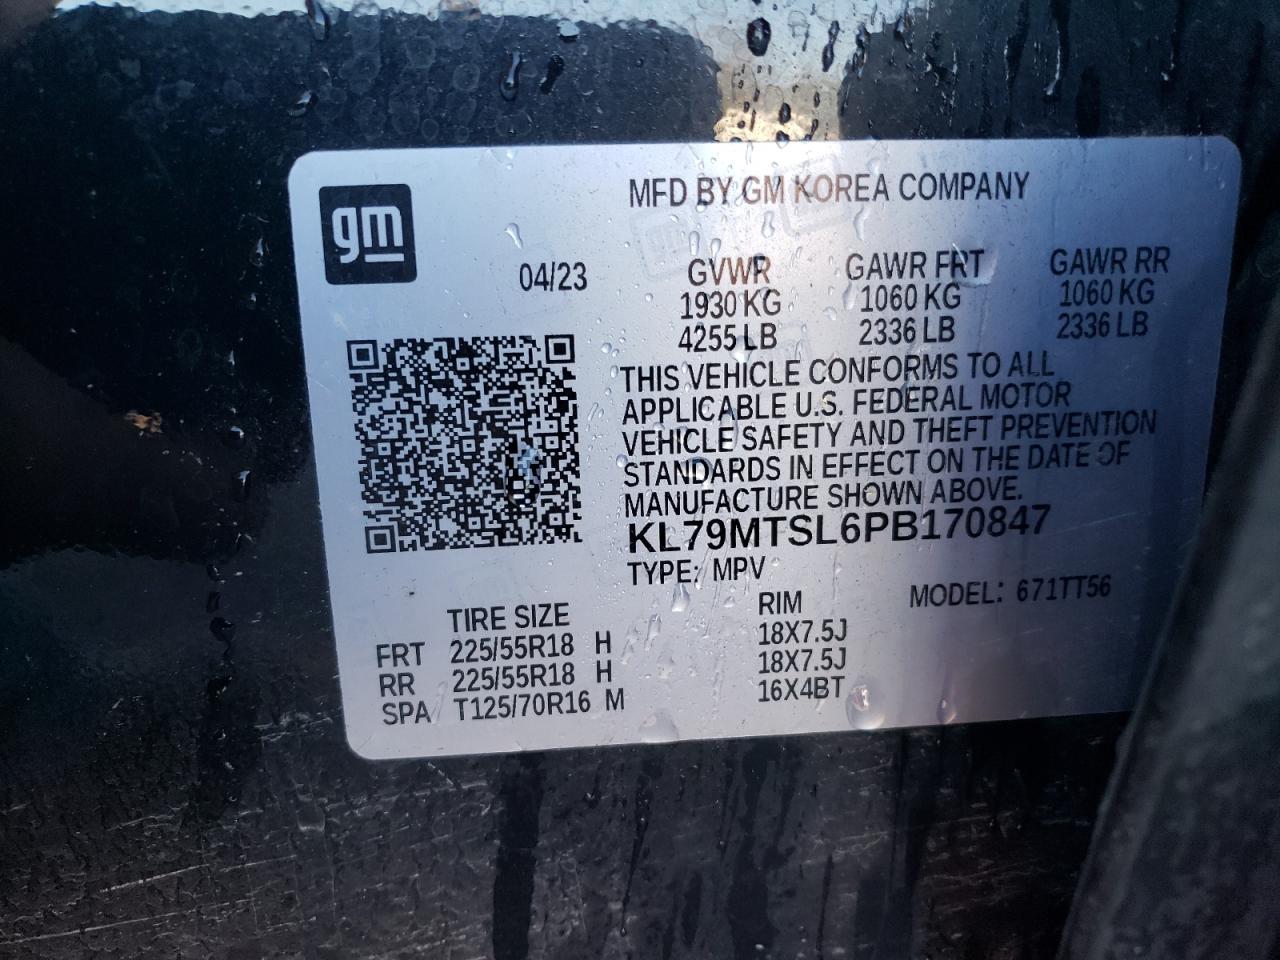 gm
MFD BY GM KOREA COMPANY
04/23
GVWR GAWR FRT GAWR RR
1930 KG 1060 KG 1060 KG
4255 LB 2336 LB 2336 LB
THIS VEHICLE CONFORMS TO ALL
APPLICABLE U.S. FEDERAL MOTOR
VEHICLE SAFETY AND THEFT PREVENTION
STANDARDS IN EFFECT ON THE DATE OF
MANUFACTURE SHOWN ABOVE.
KL79MTSL6PB170847
TYPE: MPV
MODEL: 671TT56
TIRE SIZE RIM
FRT 225/55R18 H 18X7.5J
RR 225/55R18 H 18X7.5J
SPA T125/70R16 M 16X4BT